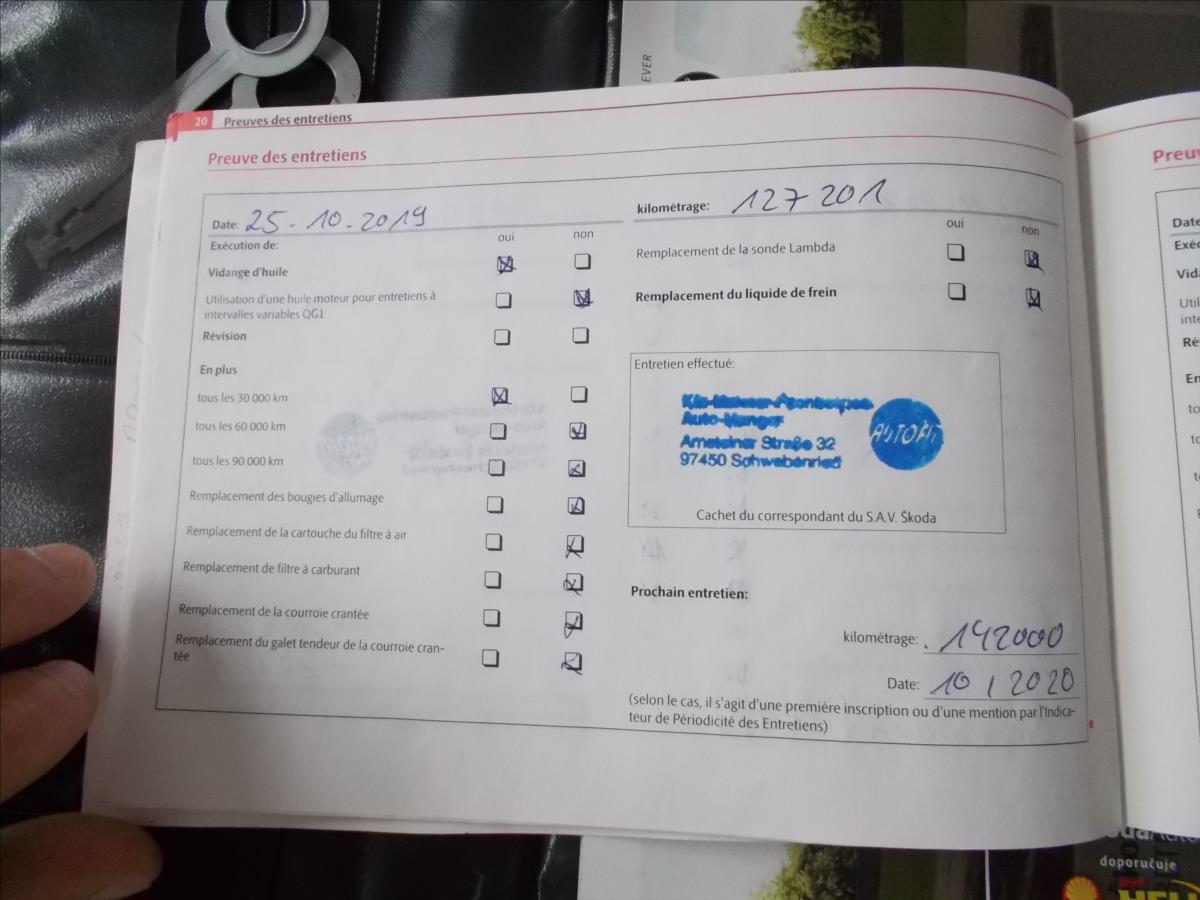 EVER
20 Preuves des entretiens
Preuve des entretiens
Date: 25-10-2019
kilométrage: 127 201
oui non
Exécution de:
Vidange d'huile
Utilisation d'une huile moteur pour entretiens à
intervalles variables QG1
Révision
En plus
tous les 30 000 km
tous les 60 000 km
tous les 90 000 km
Remplacement des bougies d'allumage
Remplacement de la cartouche du filtre à air
Remplacement de filtre à carburant
Remplacement de la courroie crantée
Remplacement du galet tendeur de la courroie cran-
tée
oui non
Remplacement de la sonde Lambda
Remplacement du liquide de frein
Entretien effectué:
Auto-
Straße 32
97450
AUTOFIT
Cachet du correspondant du S.A.V. Škoda
Prochain entretien:
kilométrage: 142000
Date: 10 / 2020
(selon le cas, il s'agit d'une première inscription ou d'une mention par l'Indica-
teur de Périodicité des Entretiens)
Preuv
Date
Exéc
Vida
Util
inte
Ré
En
to
to
te
doporučuje